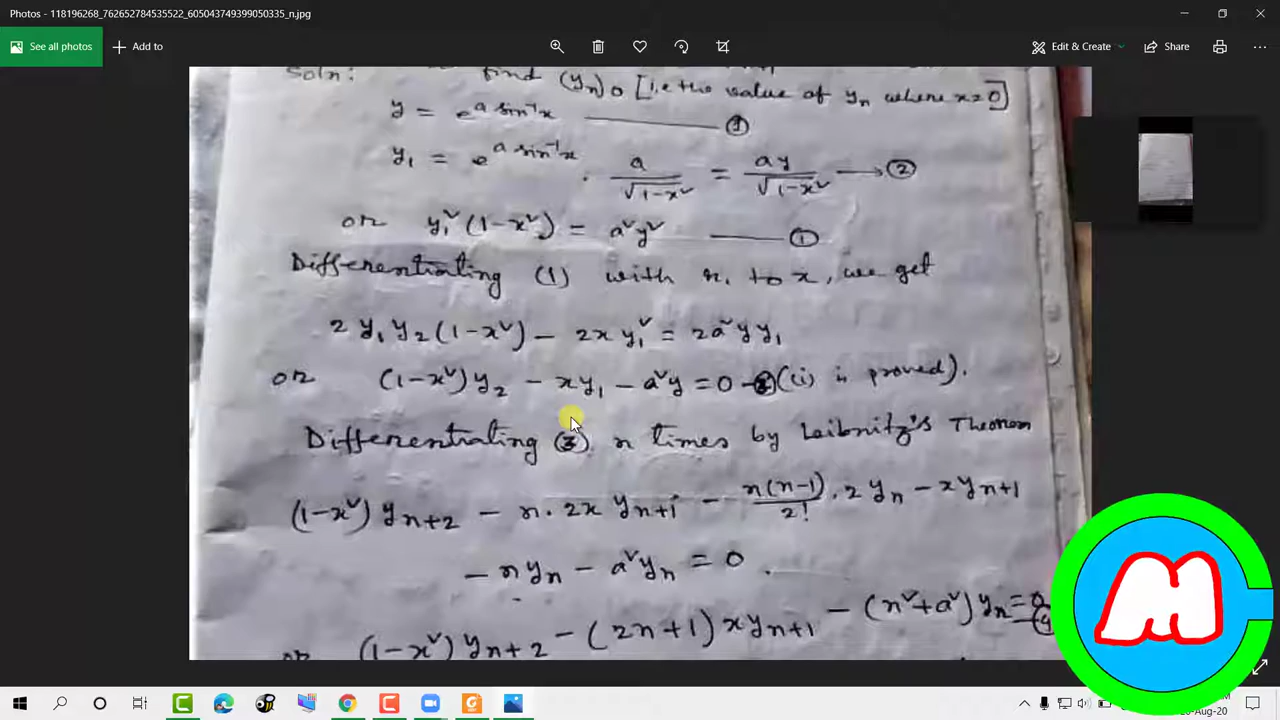 Photos - 118196268_762652784535522_605043749399050335_n.jpg
See all photos
Add to
Edit & Create
Share
Soln: find (yn)0 [i.e the value of yn where x=0]
y = e^(a sin⁻¹x) ——— ①
y₁ = e^(a sin⁻¹x) . a/√(1-x²) = ay/√(1-x²) → ②
or y₁²(1-x²) = a²y² ——— ①
Differentiating (1) with r. to x, we get
2y₁y₂(1-x²) - 2xy₁² = 2a²yy₁
or (1-x²)y₂ - xy₁ - a²y = 0 (i) is proved).
Differentiating (3) n times by Leibnitz's Theorem
(1-x²)yₙ₊₂ - n. 2x yₙ₊₁ - n(n-1)/2! . 2yₙ - xyₙ₊₁
- nyₙ - a²yₙ = 0.
or (1-x²)yₙ₊₂ - (2n+1)xyₙ₊₁ - (n²+a²)yₙ = 0
M
-Aug-20